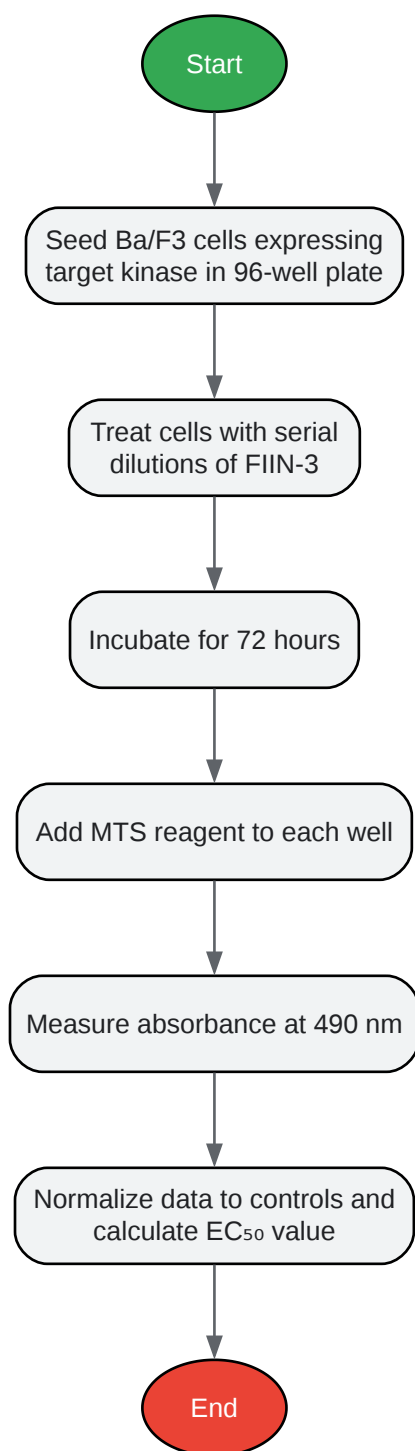 Start
Seed Ba/F3 cells expressing
target kinase in 96-well plate
Treat cells with serial
dilutions of FIIN-3
Incubate for 72 hours
Add MTS reagent to each well
Measure absorbance at 490 nm
Normalize data to controls and
calculate EC₅₀ value
End